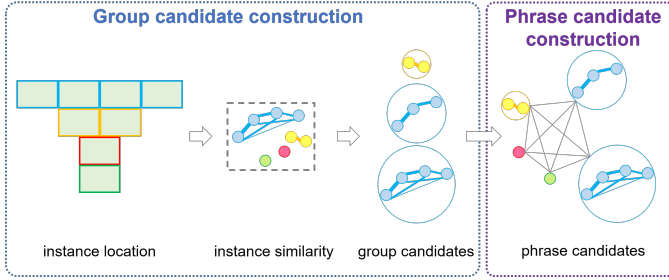 Group candidate construction
Phrase candidate
construction
instance location
instance similarity
group candidates
phrase candidates